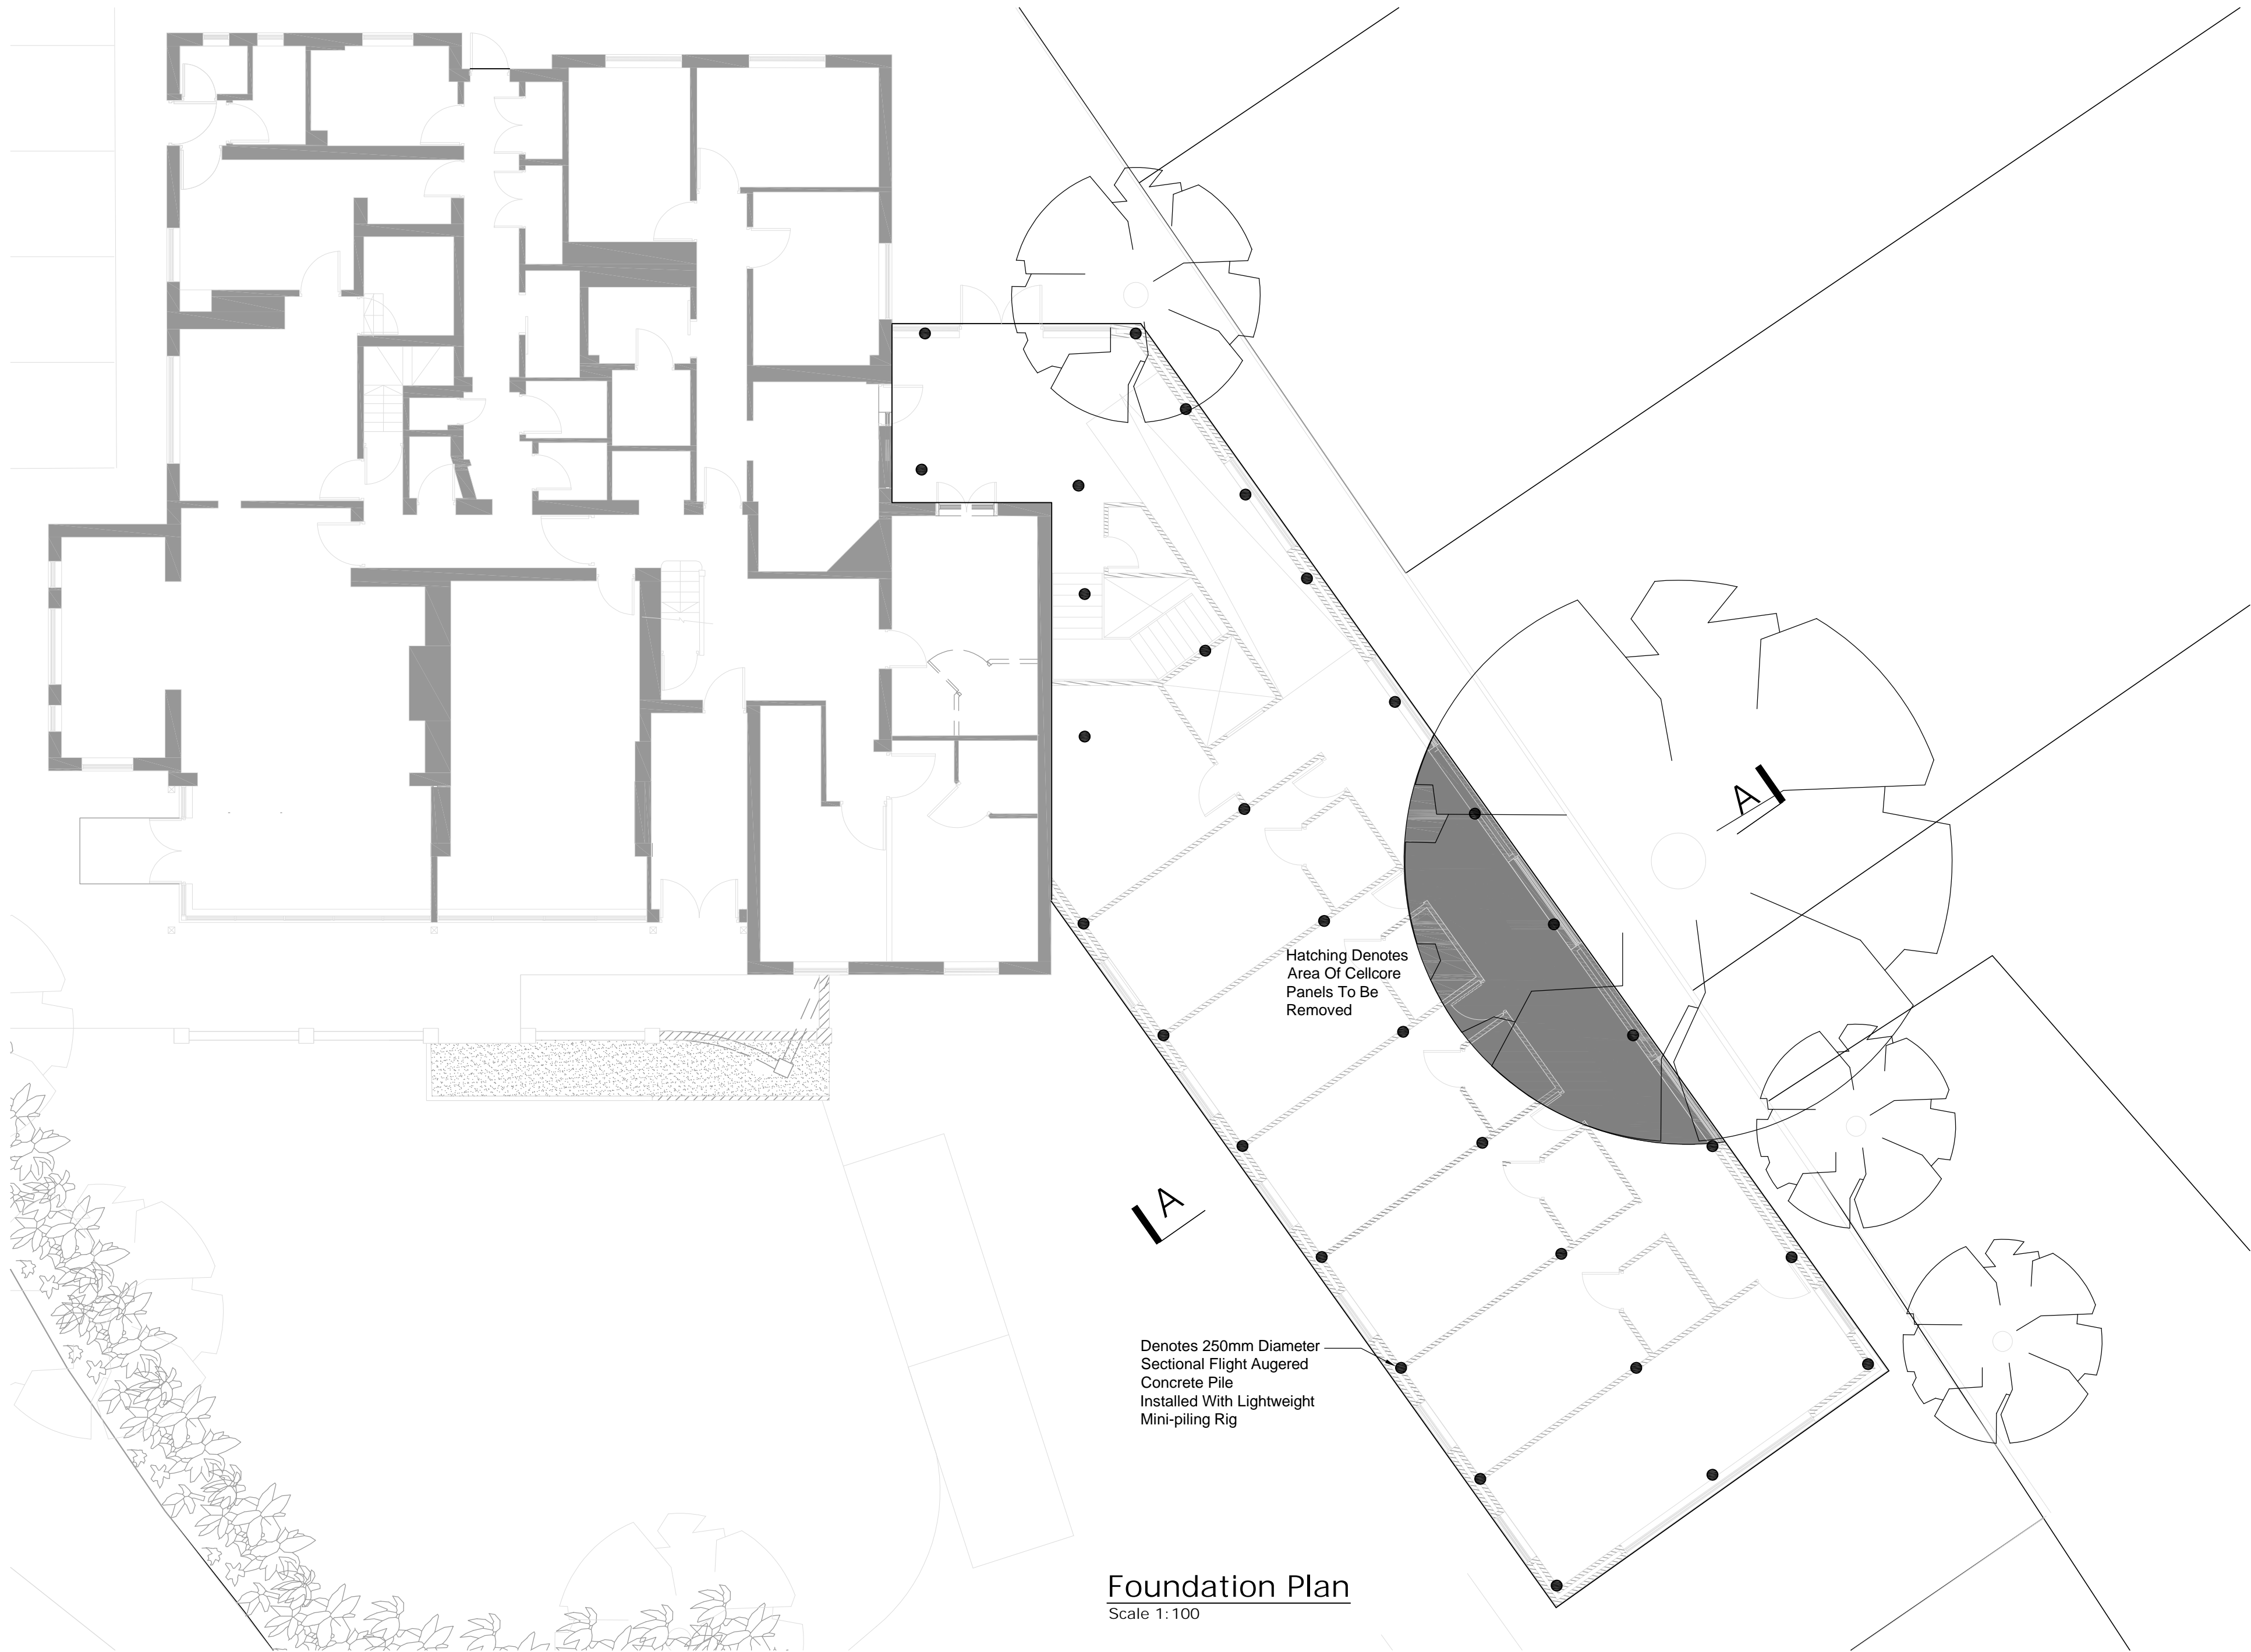 A
Hatching Denotes
Area Of Cellcore
Panels To Be
Removed
A
Denotes 250mm Diameter
Sectional Flight Augered
Concrete Pile
Installed With Lightweight
Mini-piling Rig
Foundation Plan
Scale 1:100